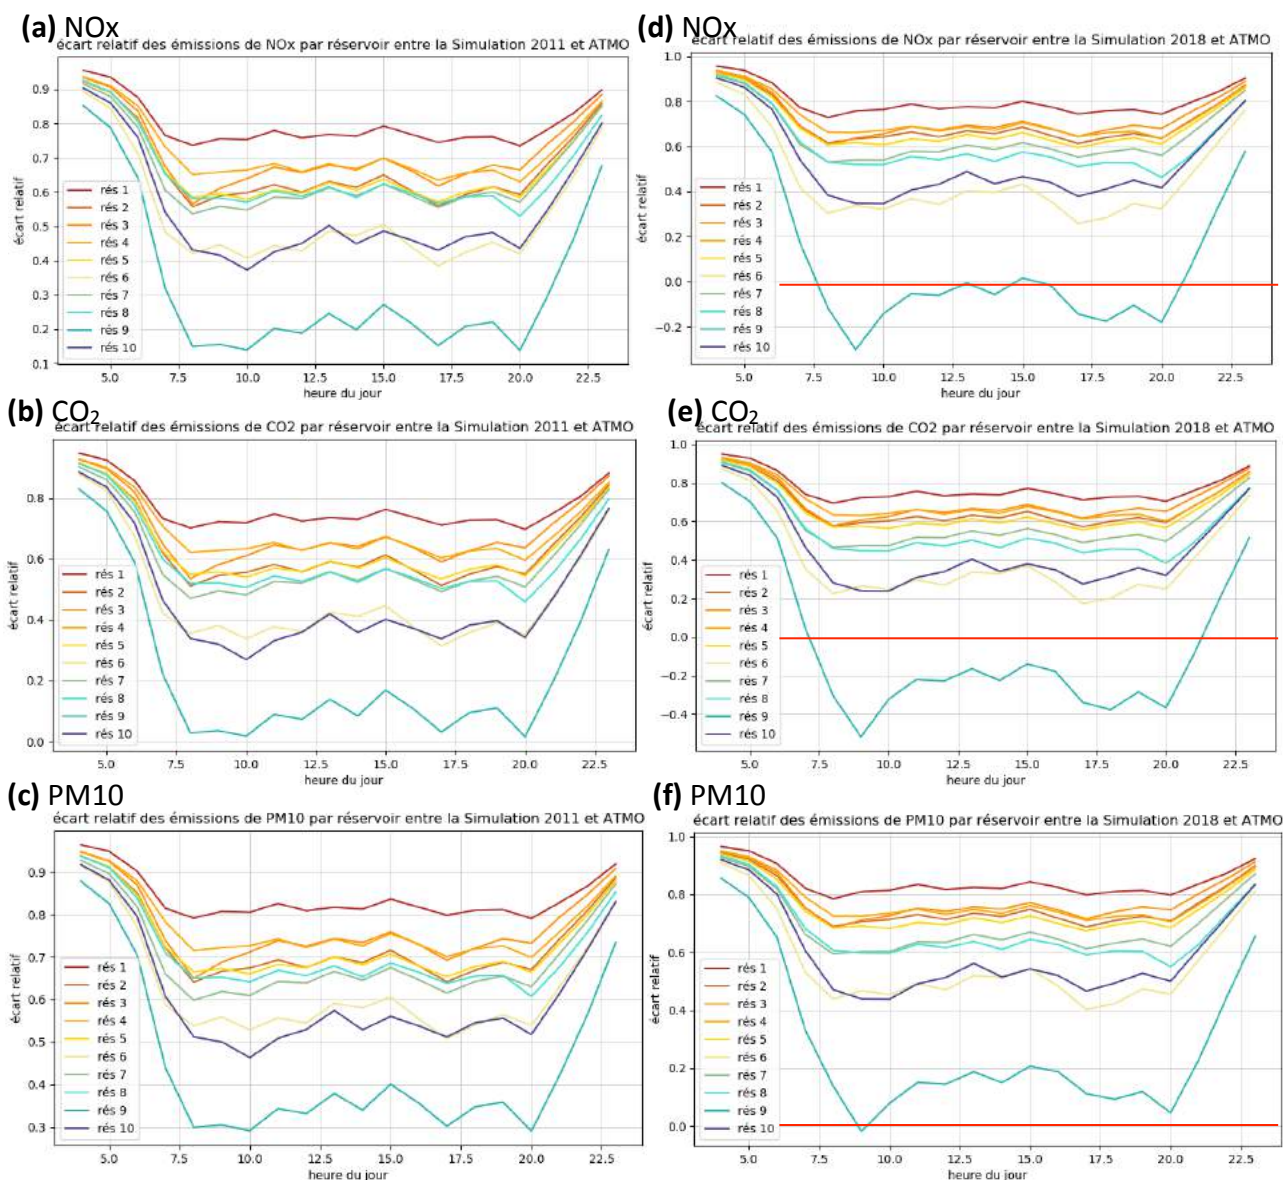 (a) NOx
écart relatif des émissions de NOx par réservoir entre la Simulation 2011 et ATMO
écart relatif
0.9
0.8
0.7
0.6
0.5
0.4
0.3
0.2
0.1
rés 1
rés 2
rés 3
rés 4
rés 5
rés 6
rés 7
rés 8
rés 9
rés 10
5.0 7.5 10.0 12.5 15.0 17.5 20.0 22.5
heure du jour
(d) NOx
écart relatif des émissions de NOx par réservoir entre la Simulation 2018 et ATMO
écart relatif
1.0
0.8
0.6
0.4
0.2
0.0
−0.2
rés 1
rés 2
rés 3
rés 4
rés 5
rés 6
rés 7
rés 8
rés 9
rés 10
5.0 7.5 10.0 12.5 15.0 17.5 20.0 22.5
heure du jour
(b) CO2
écart relatif des émissions de CO2 par réservoir entre la Simulation 2011 et ATMO
écart relatif
0.8
0.6
0.4
0.2
0.0
rés 1
rés 2
rés 3
rés 4
rés 5
rés 6
rés 7
rés 8
rés 9
rés 10
5.0 7.5 10.0 12.5 15.0 17.5 20.0 22.5
heure du jour
(e) CO2
écart relatif des émissions de CO2 par réservoir entre la Simulation 2018 et ATMO
écart relatif
1.0
0.8
0.6
0.4
0.2
0.0
−0.2
−0.4
rés 1
rés 2
rés 3
rés 4
rés 5
rés 6
rés 7
rés 8
rés 9
rés 10
5.0 7.5 10.0 12.5 15.0 17.5 20.0 22.5
heure du jour
(c) PM10
écart relatif des émissions de PM10 par réservoir entre la Simulation 2011 et ATMO
écart relatif
0.9
0.8
0.7
0.6
0.5
0.4
0.3
rés 1
rés 2
rés 3
rés 4
rés 5
rés 6
rés 7
rés 8
rés 9
rés 10
5.0 7.5 10.0 12.5 15.0 17.5 20.0 22.5
heure du jour
(f) PM10
écart relatif des émissions de PM10 par réservoir entre la Simulation 2018 et ATMO
écart relatif
1.0
0.8
0.6
0.4
0.2
0.0
rés 1
rés 2
rés 3
rés 4
rés 5
rés 6
rés 7
rés 8
rés 9
rés 10
5.0 7.5 10.0 12.5 15.0 17.5 20.0 22.5
heure du jour